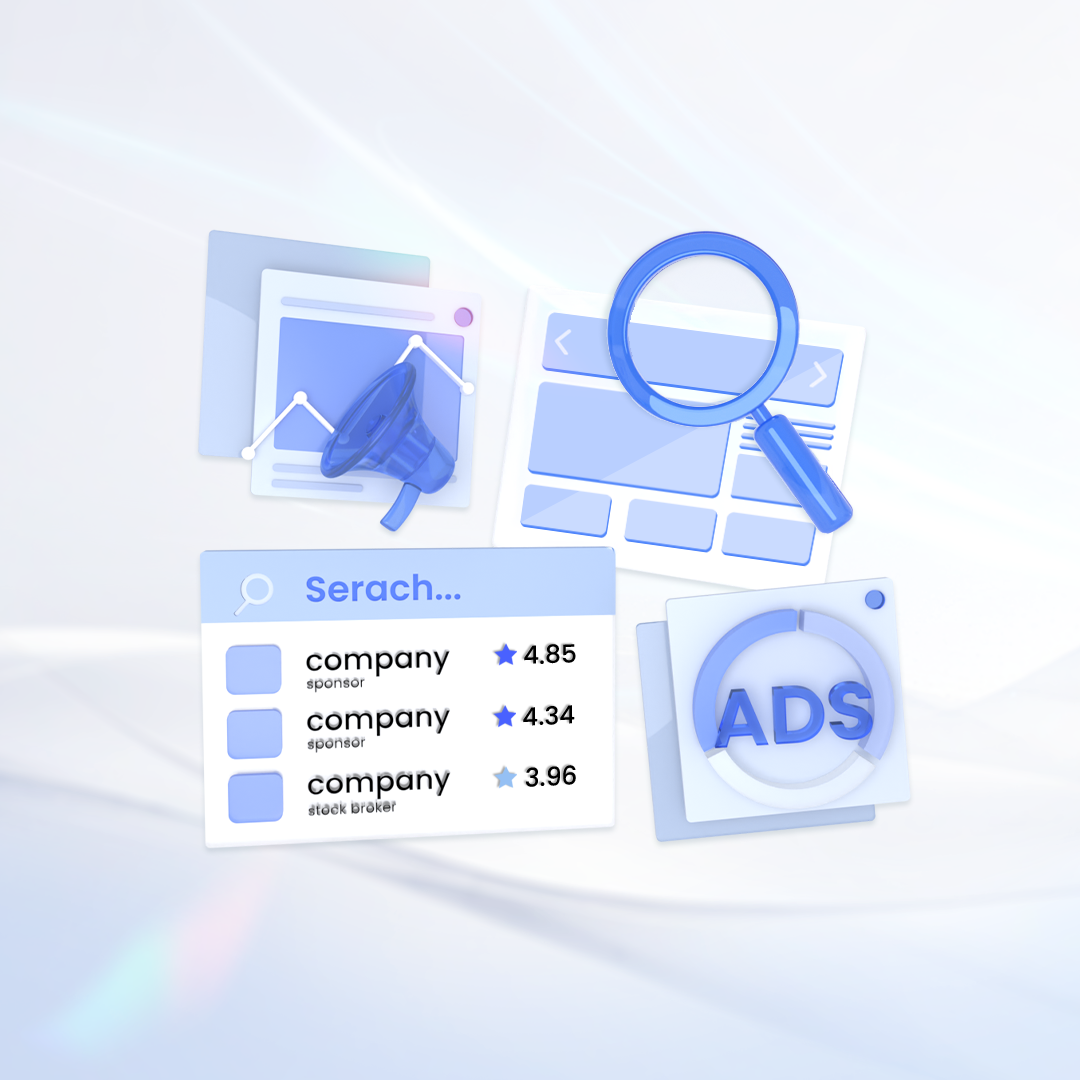 Serach...
company
sponsor
4.85
company
sponsor
4.34
company
stock broker
3.96
ADS